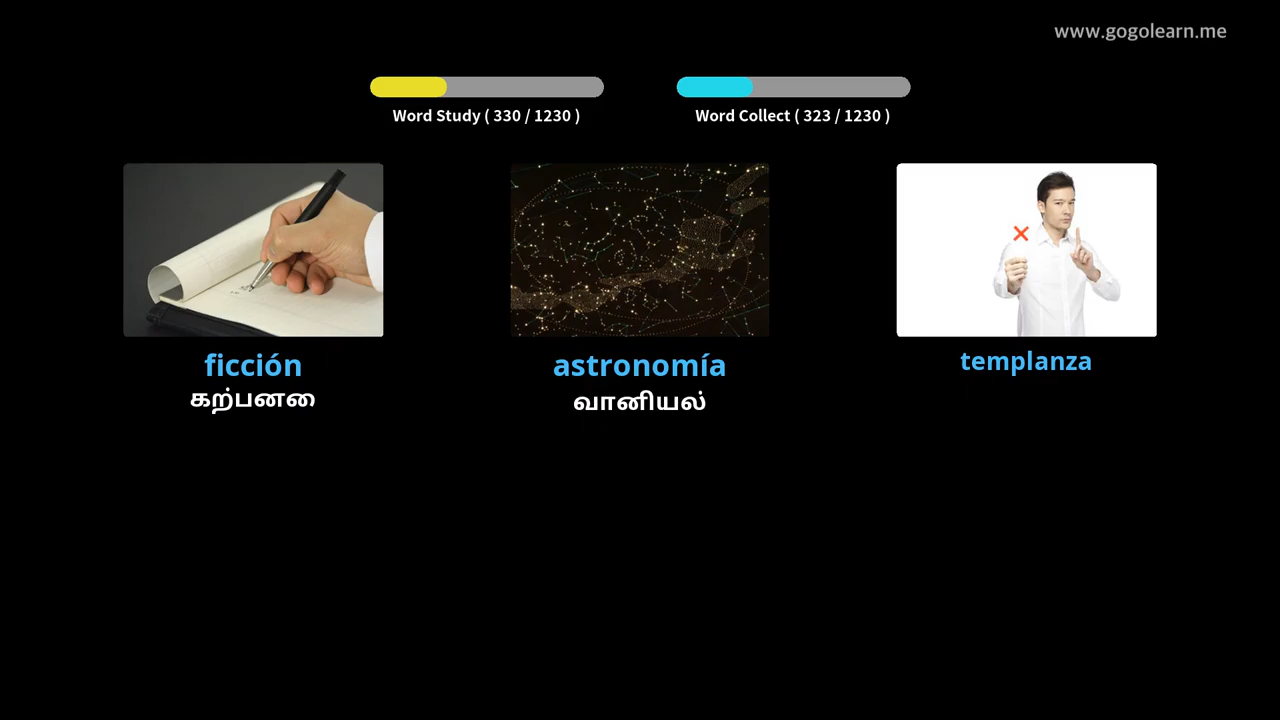 www.gogolearn.me
Word Study ( 330 / 1230 )
Word Collect ( 323 / 1230 )
ficción
கற்பனை
astronomía
வானியல்
templanza